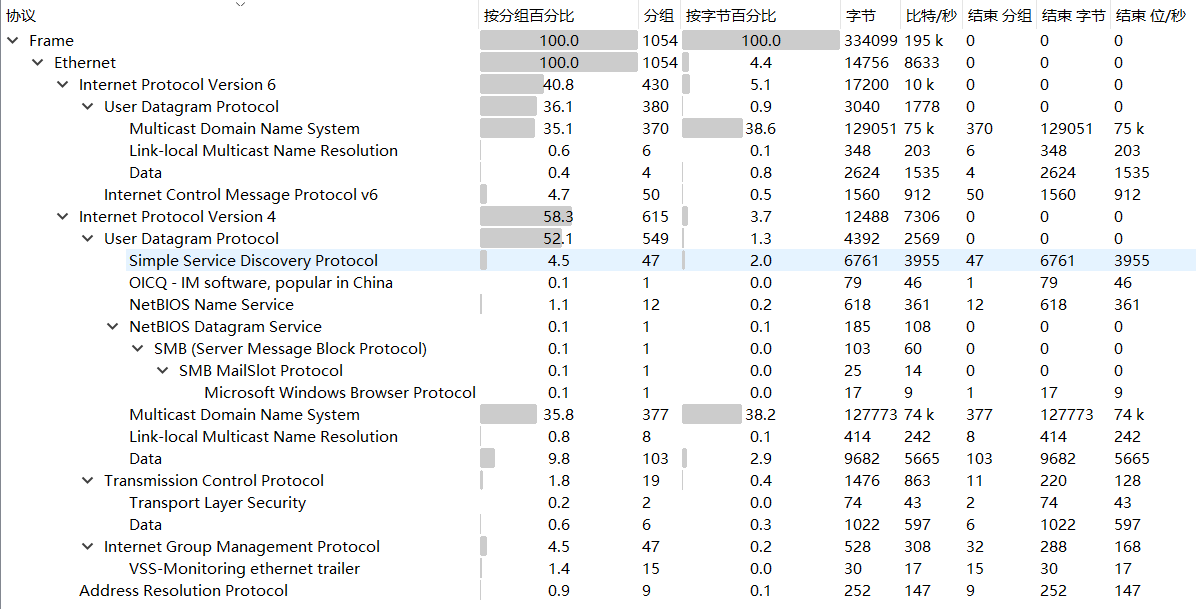 协议 按分组百分比 分组 按字节百分比 字节 比特/秒 结束 分组 结束 字节 结束 位/秒
Frame 100.0 1054 100.0 334099 195 k 0 0 0
Ethernet 100.0 1054 4.4 14756 8633 0 0 0
Internet Protocol Version 6 40.8 430 5.1 17200 10 k 0 0 0
User Datagram Protocol 36.1 380 0.9 3040 1778 0 0 0
Multicast Domain Name System 35.1 370 38.6 129051 75 k 370 129051 75 k
Link-local Multicast Name Resolution 0.6 6 0.1 348 203 6 348 203
Data 0.4 4 0.8 2624 1535 4 2624 1535
Internet Control Message Protocol v6 4.7 50 0.5 1560 912 50 1560 912
Internet Protocol Version 4 58.3 615 3.7 12488 7306 0 0 0
User Datagram Protocol 52.1 549 1.3 4392 2569 0 0 0
Simple Service Discovery Protocol 4.5 47 2.0 6761 3955 47 6761 3955
OICQ - IM software, popular in China 0.1 1 0.0 79 46 1 79 46
NetBIOS Name Service 1.1 12 0.2 618 361 12 618 361
NetBIOS Datagram Service 0.1 1 0.1 185 108 0 0 0
SMB (Server Message Block Protocol) 0.1 1 0.0 103 60 0 0 0
SMB MailSlot Protocol 0.1 1 0.0 25 14 0 0 0
Microsoft Windows Browser Protocol 0.1 1 0.0 17 9 1 17 9
Multicast Domain Name System 35.8 377 38.2 127773 74 k 377 127773 74 k
Link-local Multicast Name Resolution 0.8 8 0.1 414 242 8 414 242
Data 9.8 103 2.9 9682 5665 103 9682 5665
Transmission Control Protocol 1.8 19 0.4 1476 863 11 220 128
Transport Layer Security 0.2 2 0.0 74 43 2 74 43
Data 0.6 6 0.3 1022 597 6 1022 597
Internet Group Management Protocol 4.5 47 0.2 528 308 32 288 168
VSS-Monitoring ethernet trailer 1.4 15 0.0 30 17 15 30 17
Address Resolution Protocol 0.9 9 0.1 252 147 9 252 147